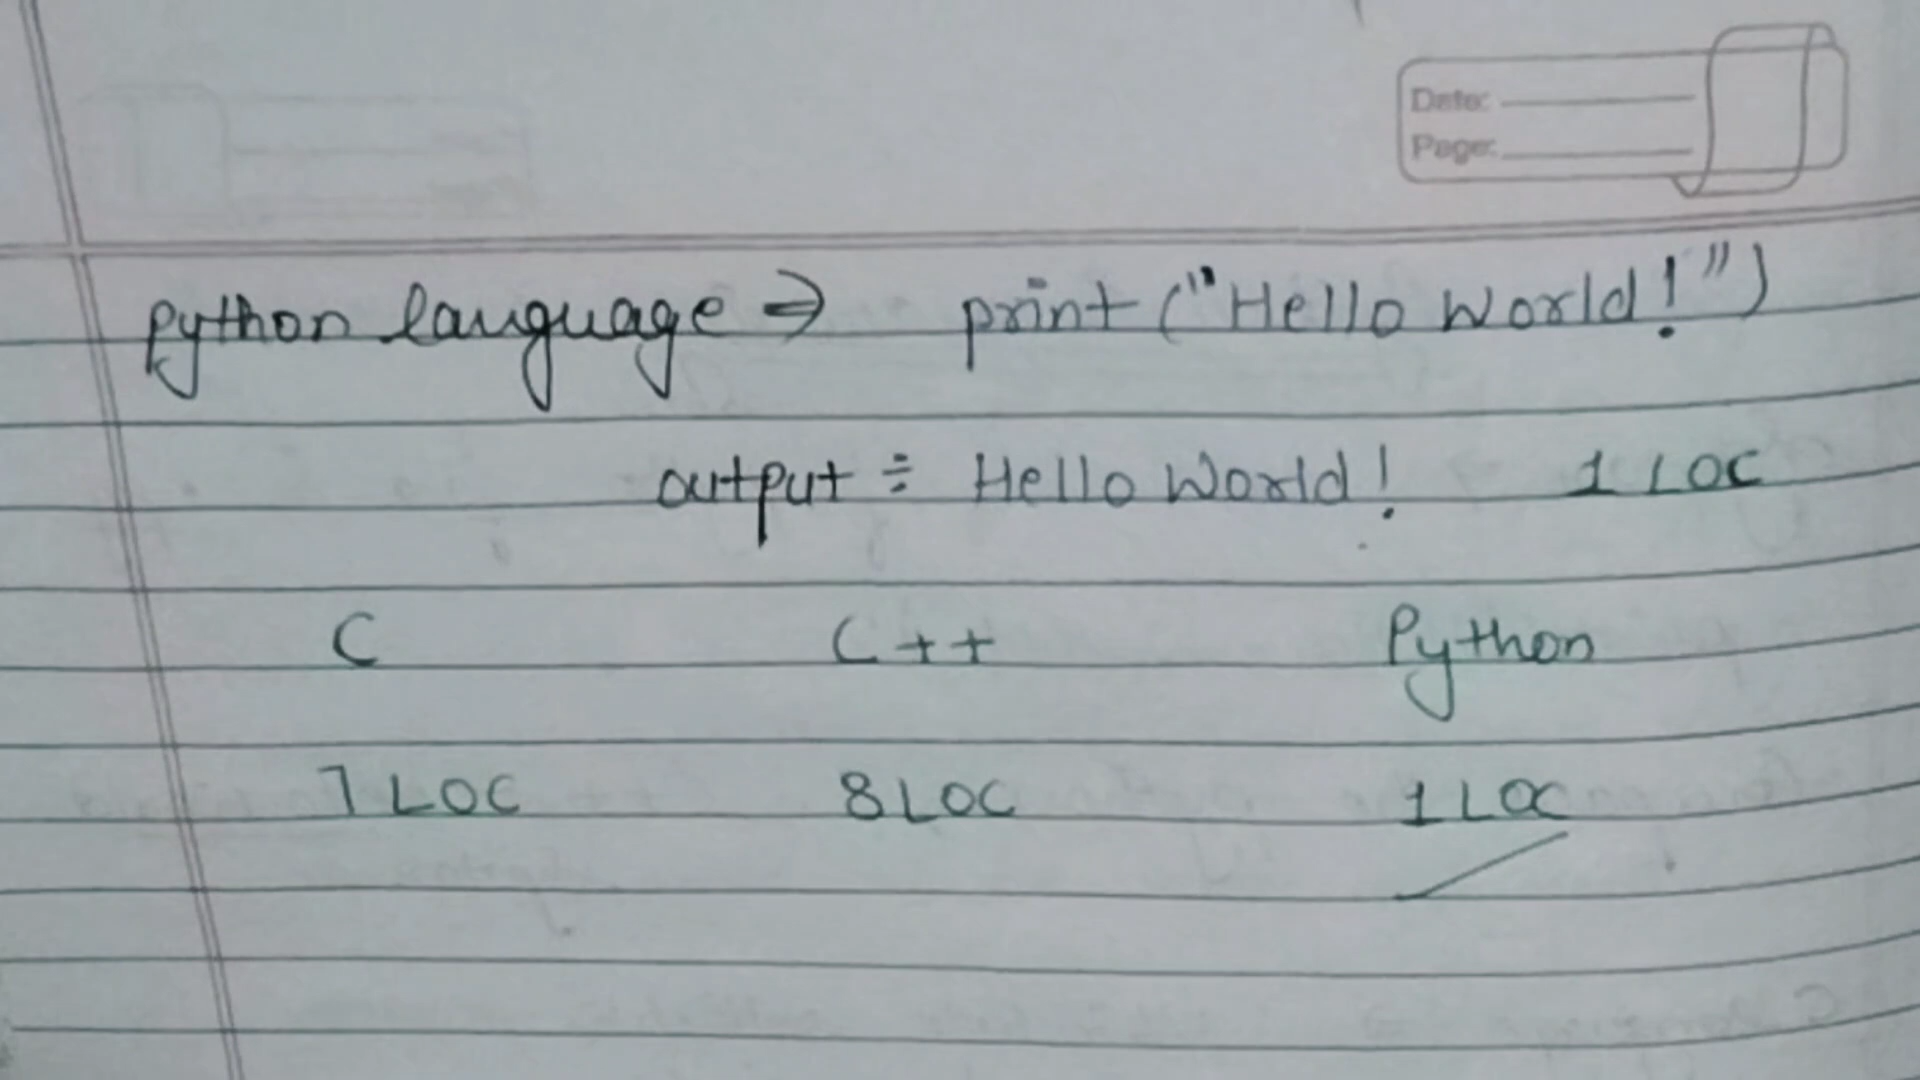 Date:
Page:
python language ⇒ print ("Hello World!")
output ÷ Hello World! 1 LOC
C C++ Python
7 LOC 8 LOC 1 LOC